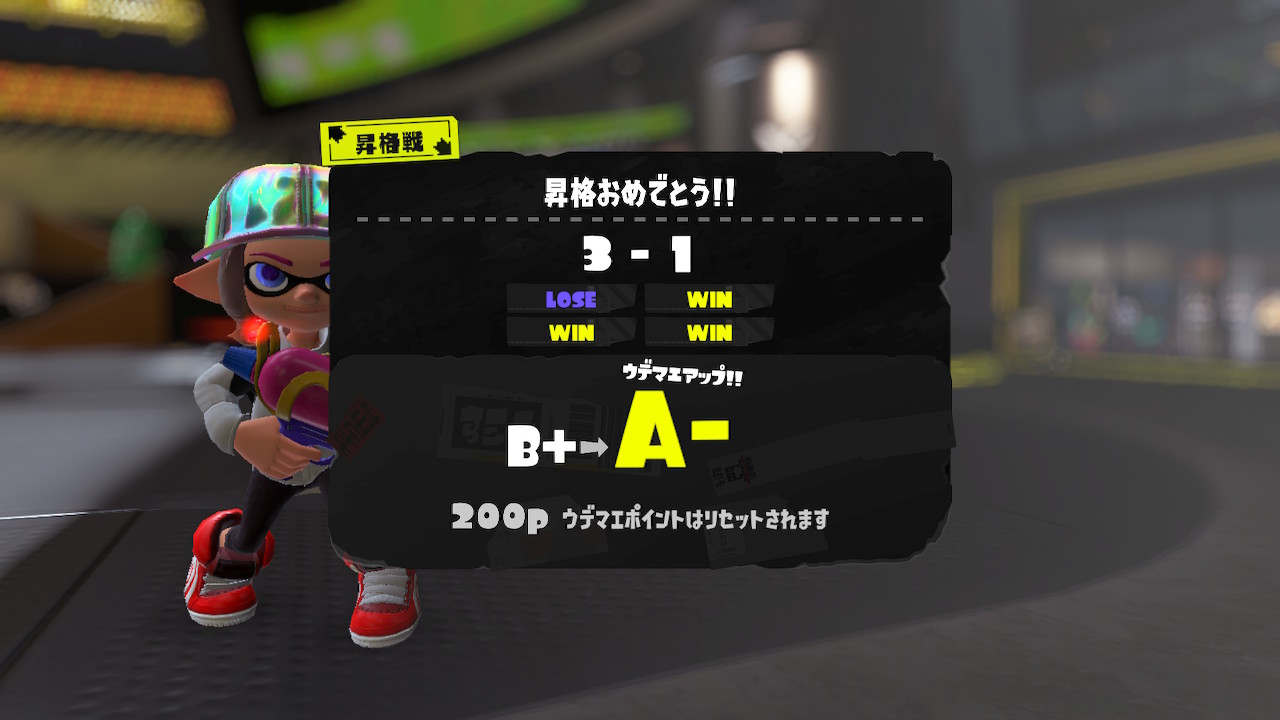 昇格戦
昇格おめでとう!!
3 - 1
LOSE WIN
WIN WIN
ウデマエアップ!!
B+→A-
200p ウデマエポイントはリセットされます